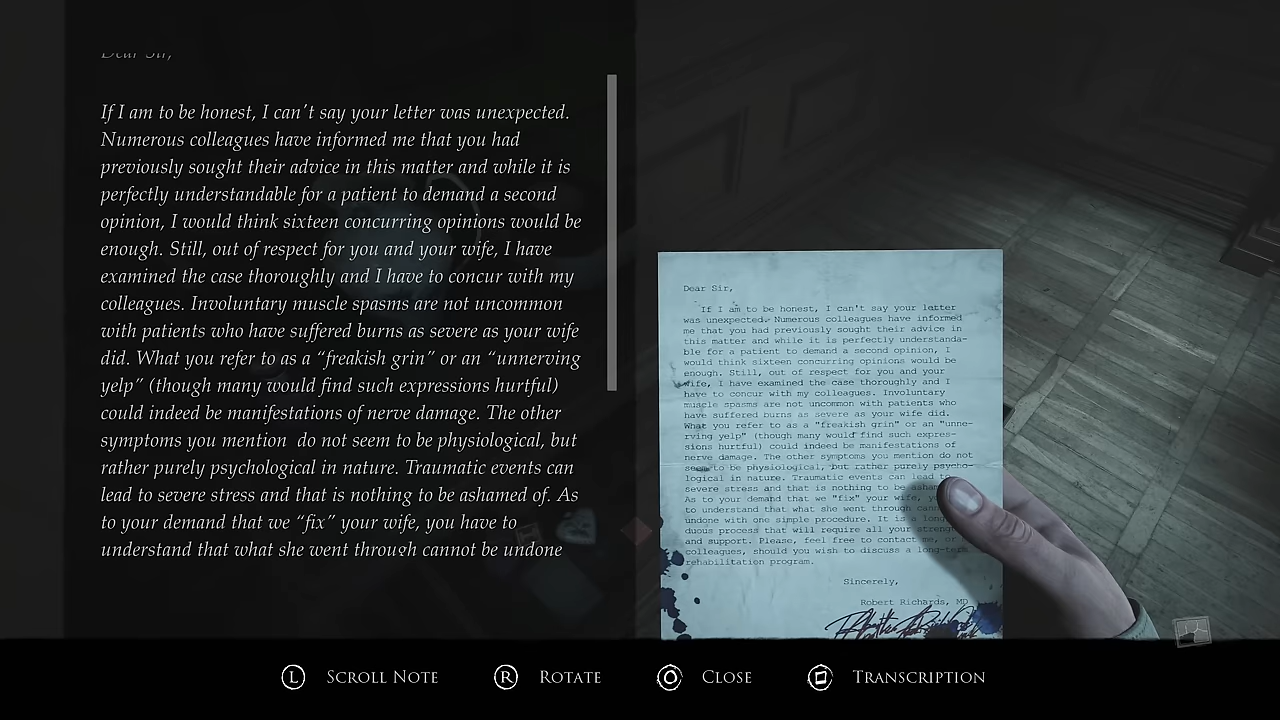 Dear Sir,
If I am to be honest, I can't say your letter was unexpected.
Numerous colleagues have informed me that you had
previously sought their advice in this matter and while it is
perfectly understandable for a patient to demand a second
opinion, I would think sixteen concurring opinions would be
enough. Still, out of respect for you and your wife, I have
examined the case thoroughly and I have to concur with my
colleagues. Involuntary muscle spasms are not uncommon
with patients who have suffered burns as severe as your wife
did. What you refer to as a “freakish grin” or an “unnerving
yelp” (though many would find such expressions hurtful)
could indeed be manifestations of nerve damage. The other
symptoms you mention  do not seem to be physiological, but
rather purely psychological in nature. Traumatic events can
lead to severe stress and that is nothing to be ashamed of. As
to your demand that we “fix” your wife, you have to
understand that what she went through cannot be undone
Dear Sir,
If I am to be honest, I can't say your letter
was unexpected. Numerous colleagues have informed
me that you had previously sought their advice in
this matter and while it is perfectly understanda-
ble for a patient to demand a second opinion, I
would think sixteen concurring opinions would be
enough. Still, out of respect for you and your
wife, I have examined the case thoroughly and I
have to concur with my colleagues. Involuntary
muscle spasms are not uncommon with patients who
have suffered burns as severe as your wife did.
What you refer to as a "freakish grin" or an "unne-
rving yelp" (though many would find such expres-
sions hurtful) could indeed be manifestations of
nerve damage. The other symptoms you mention do not
seem to be physiological, but rather purely psycho-
logical in nature. Traumatic events can lead to
severe stress and that is nothing to be
As to your demand that we "fix" your wife,
to understand that what she went through
undone with one simple procedure. It is a
duous process that will require all your
and support. Please, feel free to contact me,
colleagues, should you wish to discuss a long-term
rehabilitation program.
Sincerely,
Robert Richards, MD
L SCROLL NOTE R ROTATE CLOSE TRANSCRIPTION